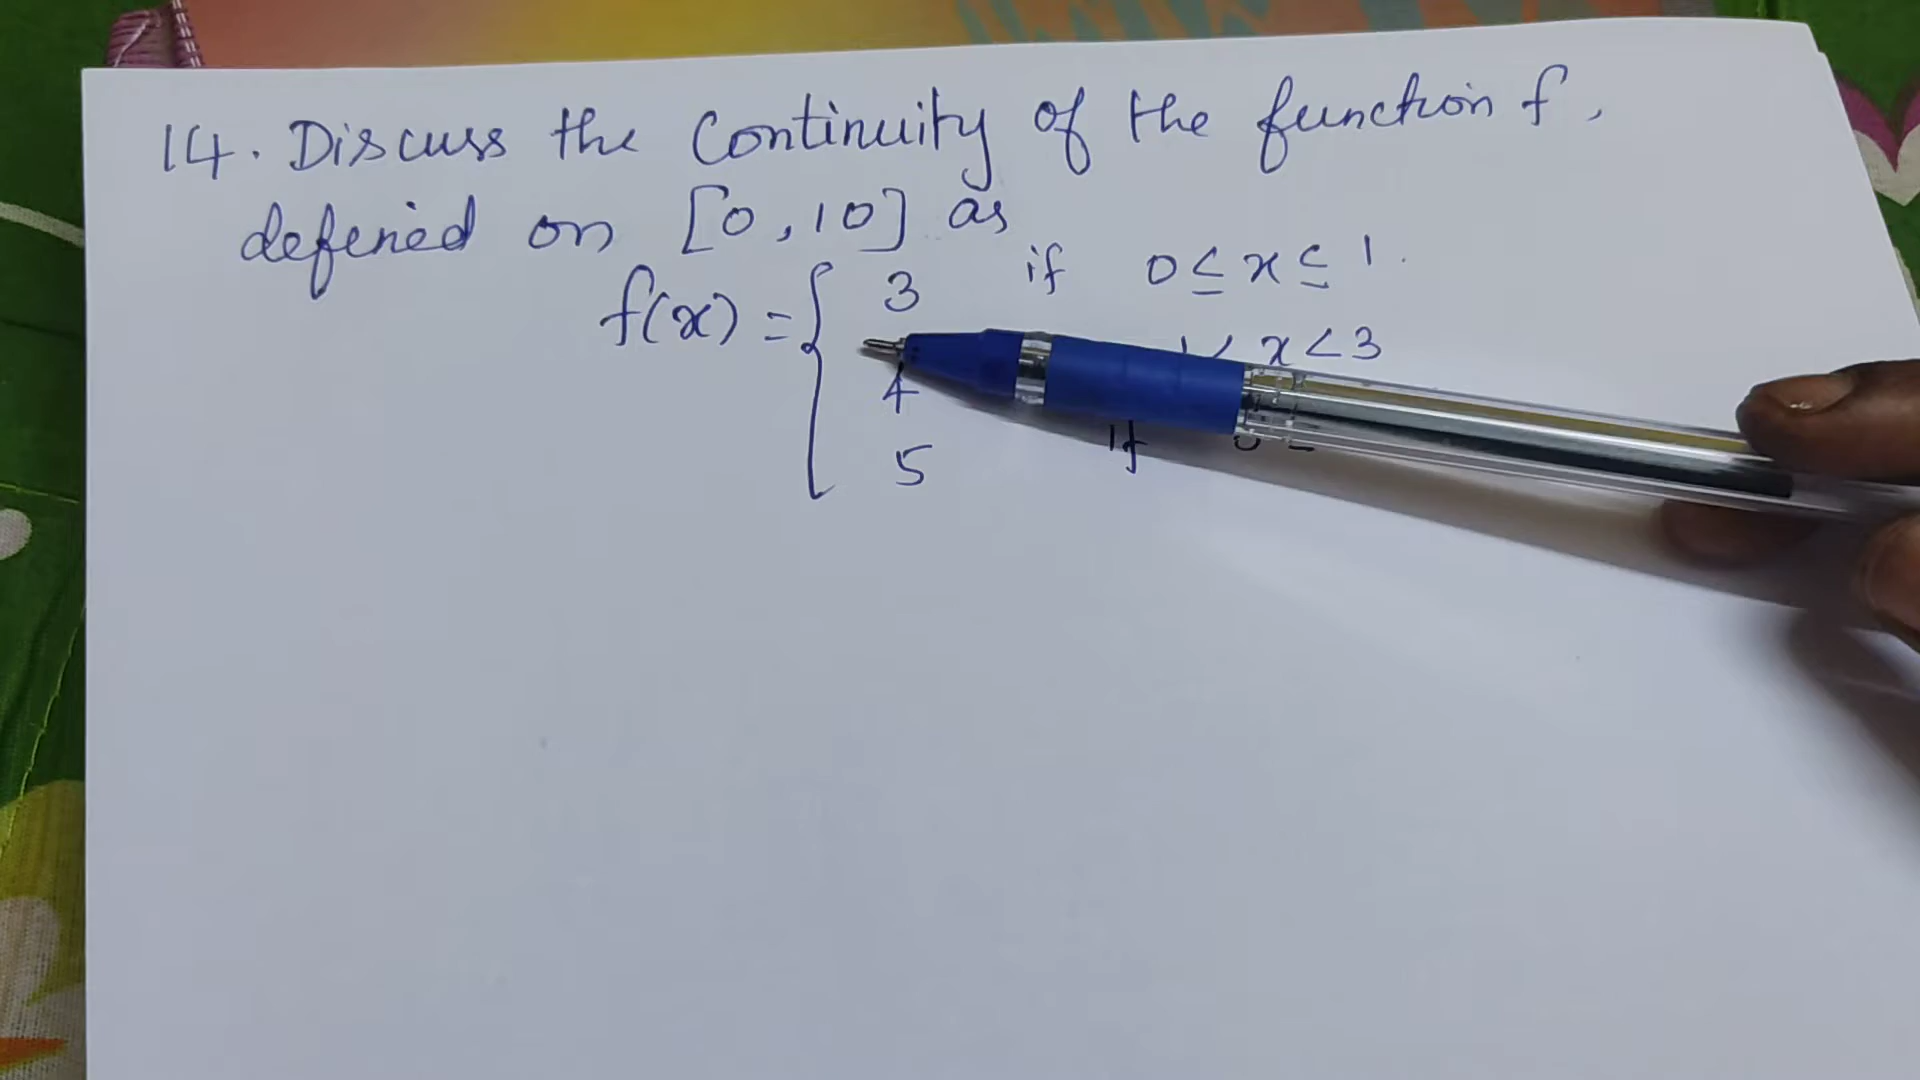 14. Discuss the Continuity of the function f,
defined on [0,10] as
f(x) = { 3 if 0 ≤ x ≤ 1.
4 x < 3
5 if